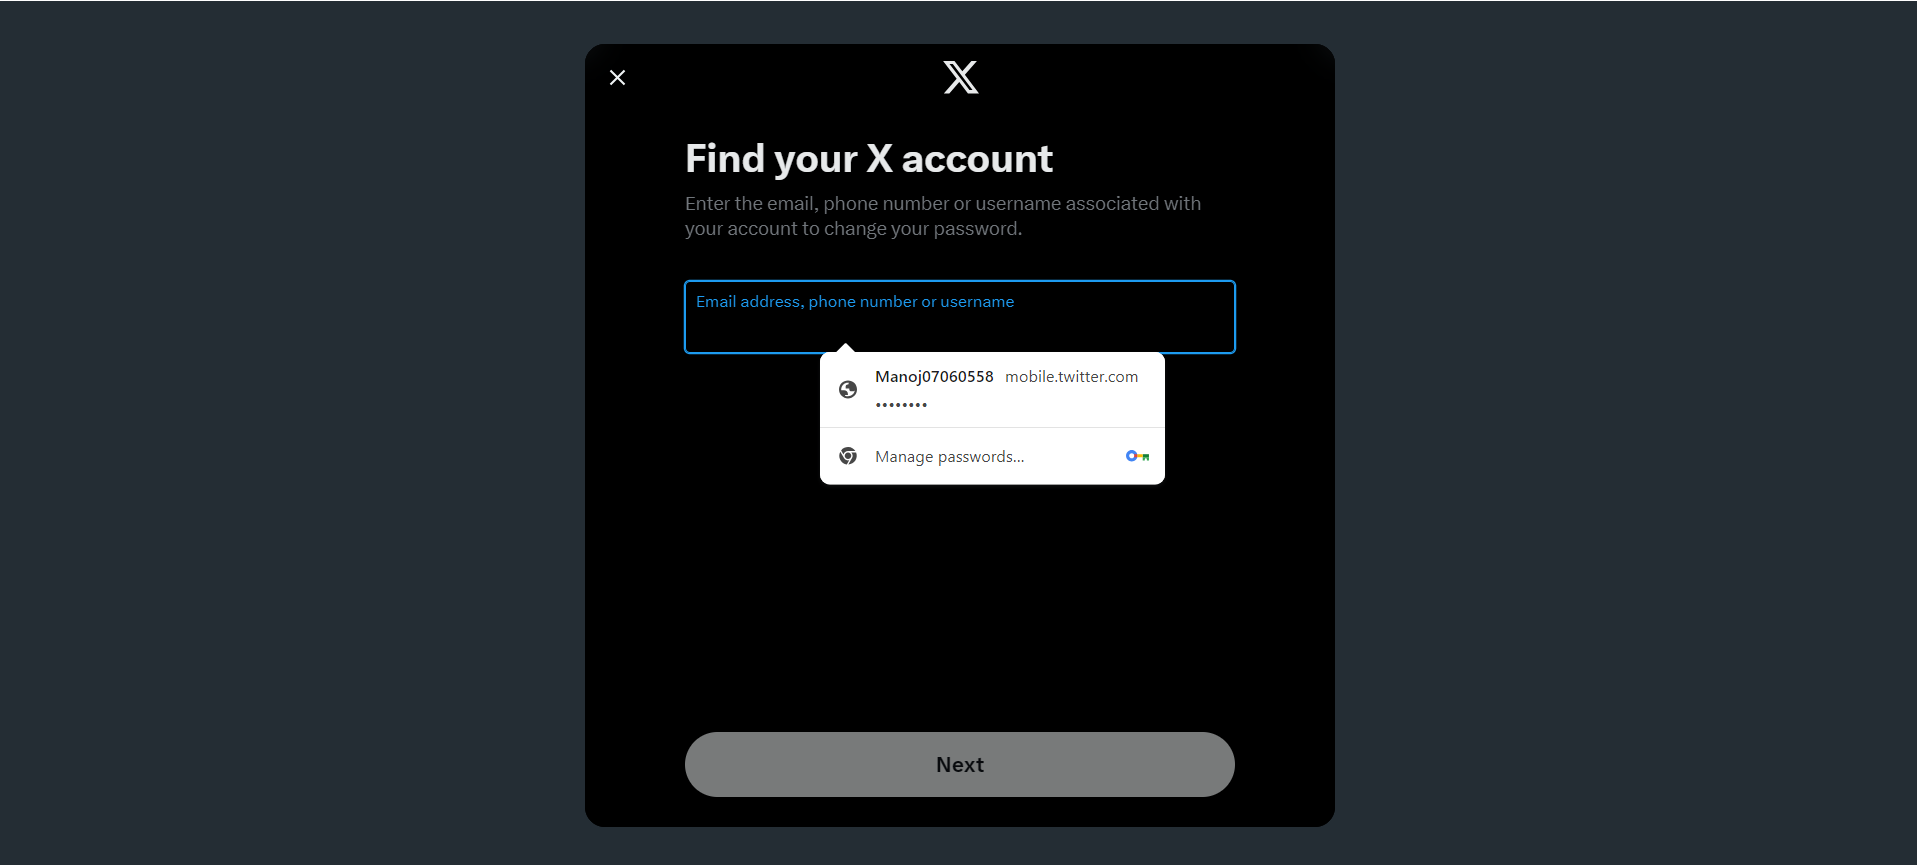 X
Find your X account
Enter the email, phone number or username associated with
your account to change your password.
Email address, phone number or username
Manoj07060558 mobile.twitter.com
••••••••
Manage passwords...
Next